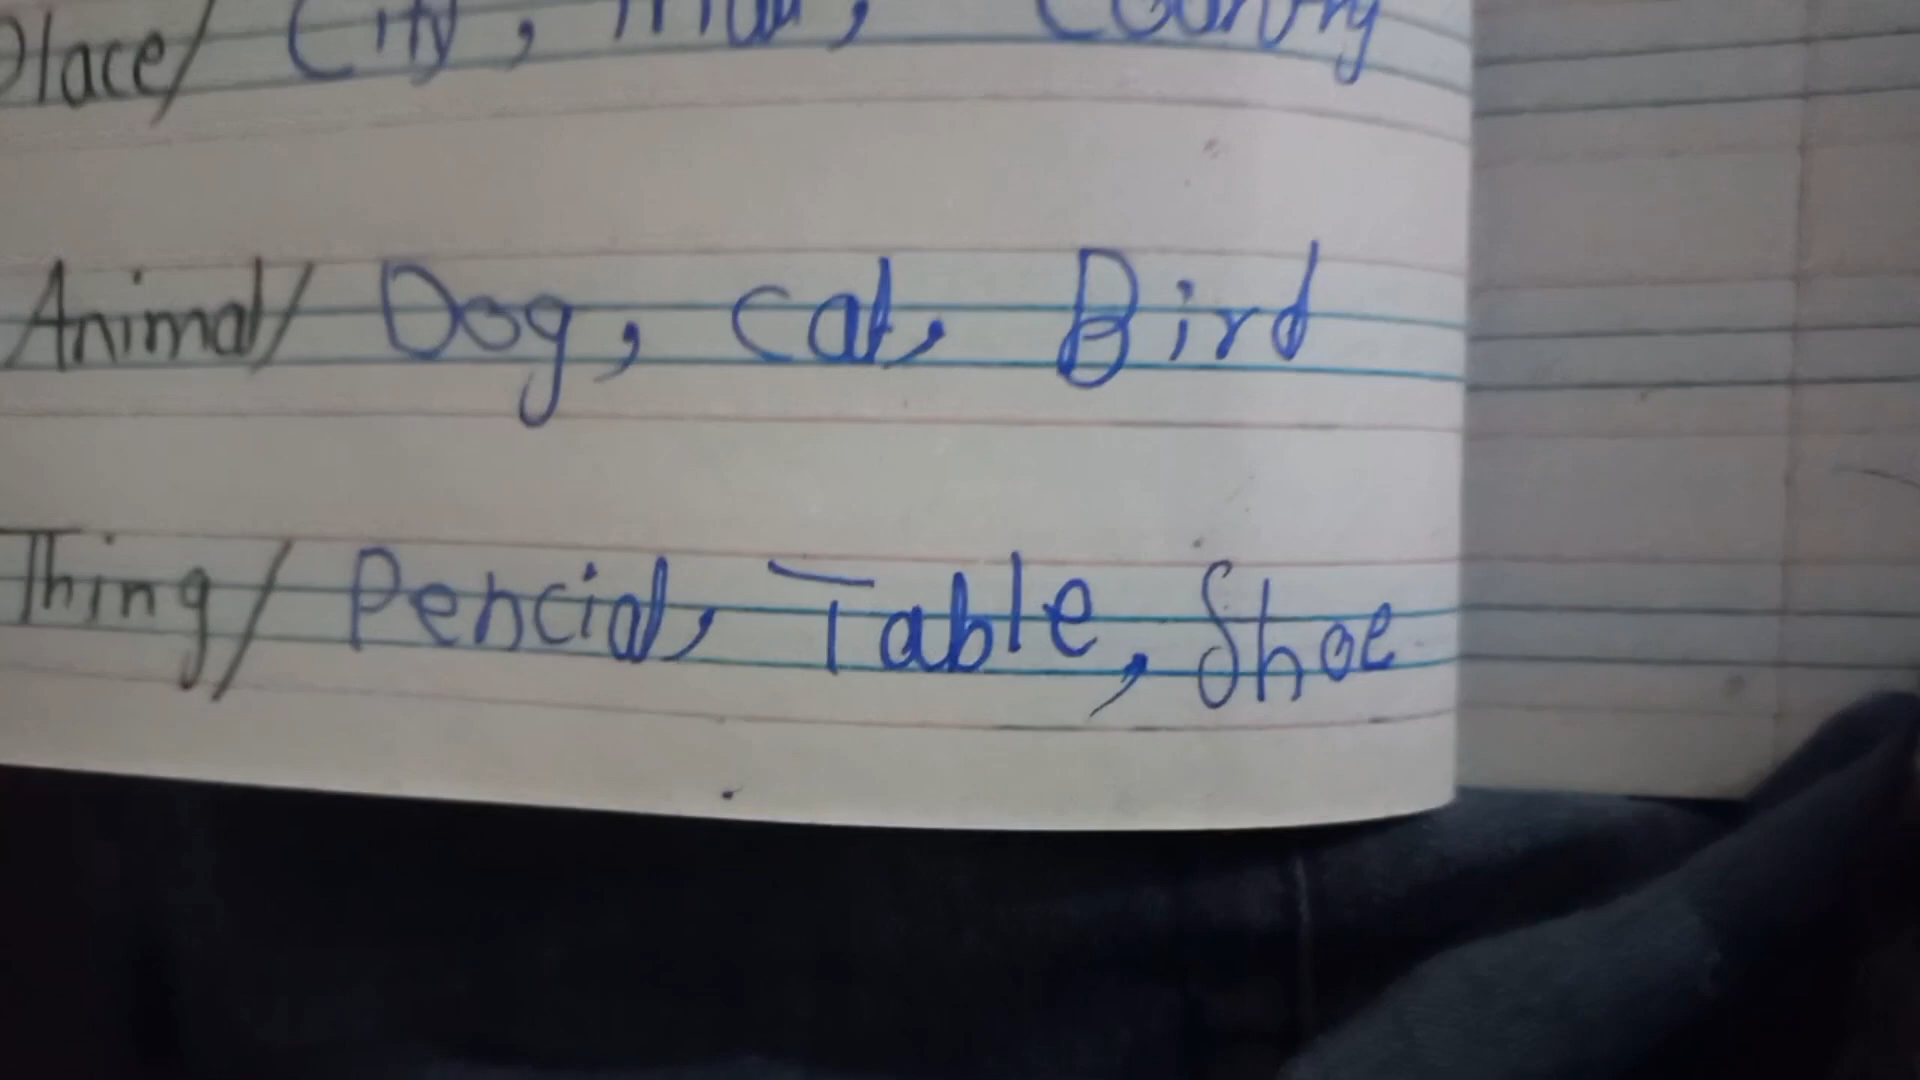 Place/ City, , Country
Animal/ Dog, cat, Bird
Thing/ Pencial, Table, Shoe